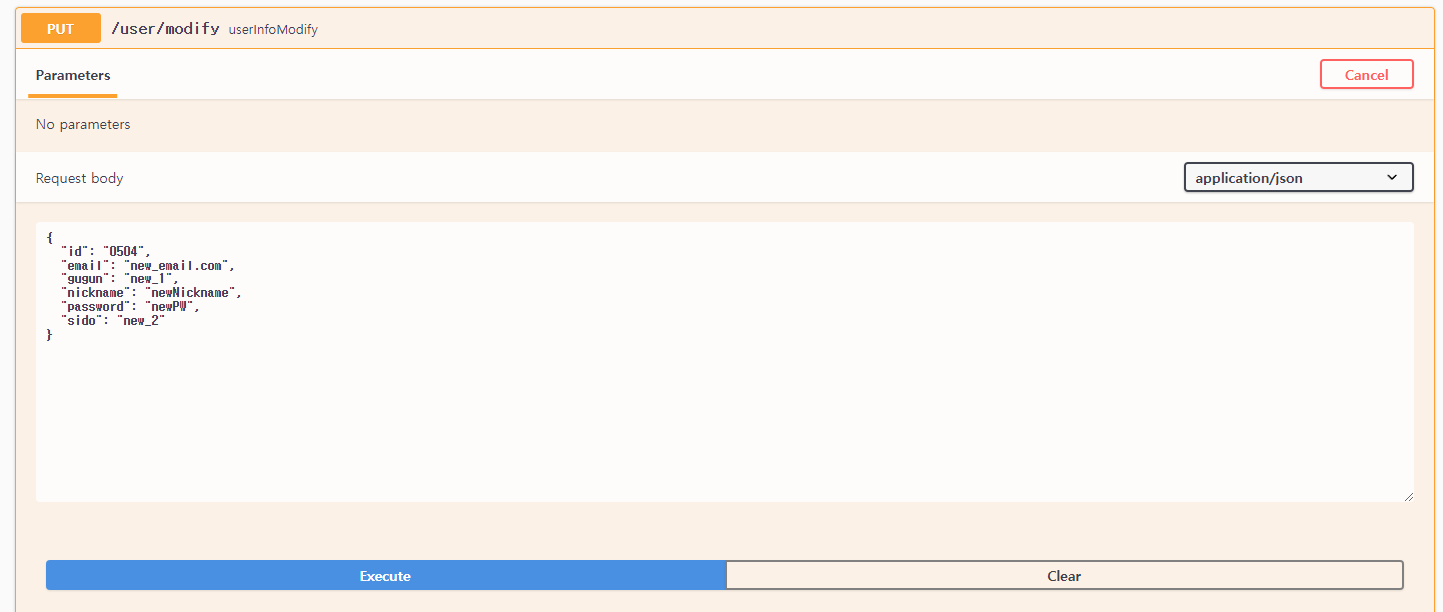 PUT /user/modify userInfoModify
Parameters
Cancel
No parameters
Request body
application/json
{
"id": "0504",
"email": "new_email.com",
"gugun": "new_1",
"nickname": "newNickname",
"password": "newPW",
"sido": "new_2"
}
Execute
Clear